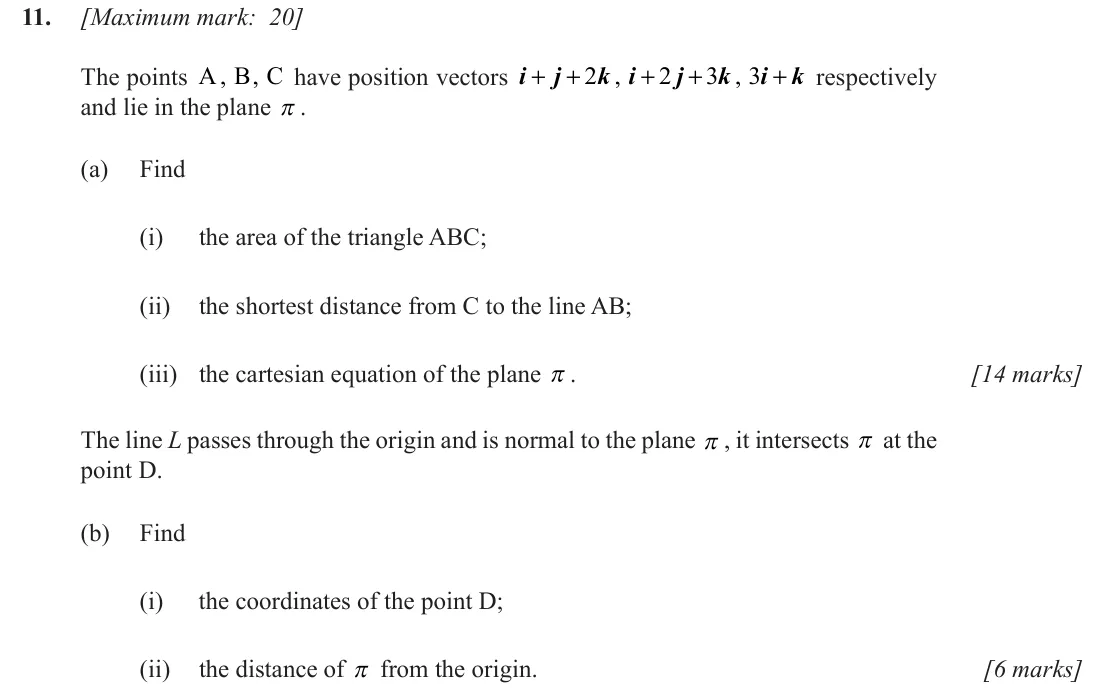 11. [Maximum mark: 20]
The points A, B, C have position vectors i + j + 2k, i + 2j + 3k, 3i + k respectively
and lie in the plane π.
(a) Find
(i) the area of the triangle ABC;
(ii) the shortest distance from C to the line AB;
(iii) the cartesian equation of the plane π. [14 marks]
The line L passes through the origin and is normal to the plane π, it intersects π at the
point D.
(b) Find
(i) the coordinates of the point D;
(ii) the distance of π from the origin. [6 marks]